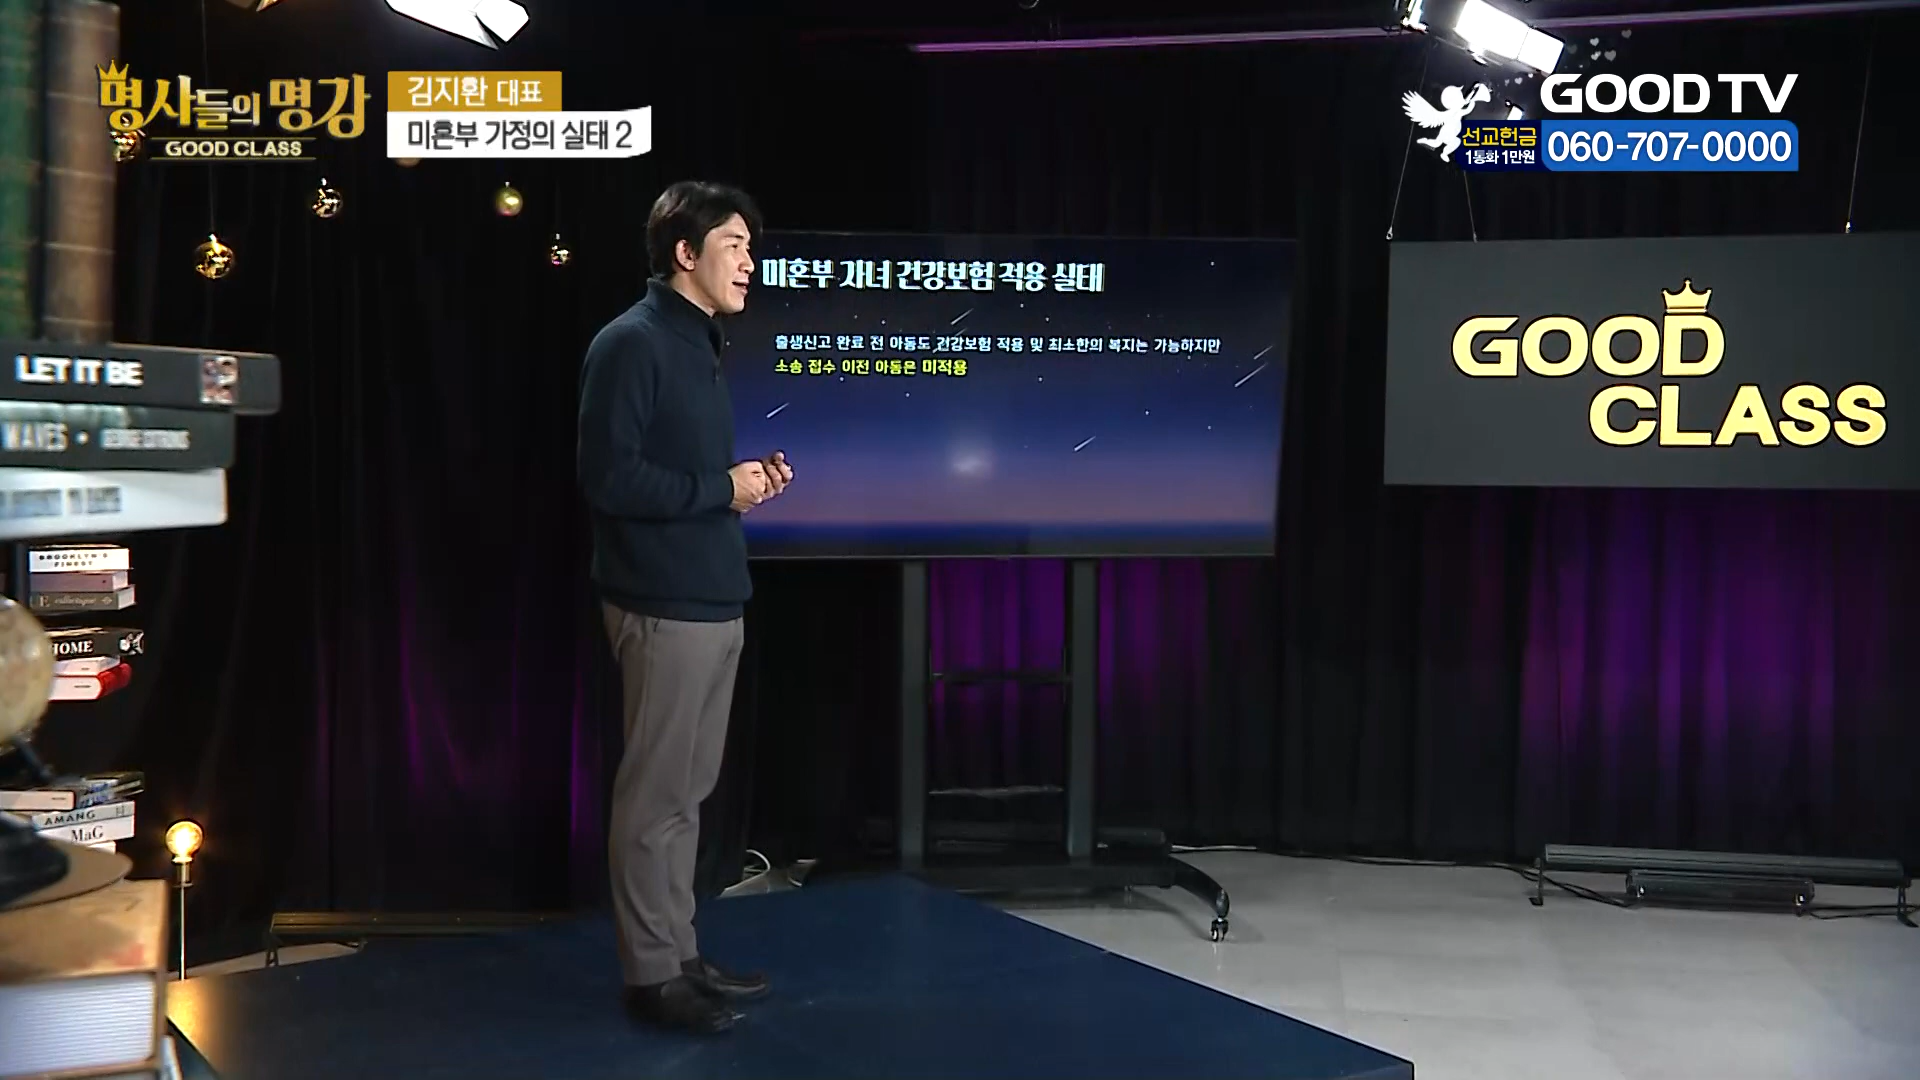 명사들의 명강
GOOD CLASS
김지환 대표
미혼부 가정의 실태 2
GOOD TV
선교헌금
1통화 1만원
060-707-0000
미혼부 자녀 건강보험 적용 실태
출생신고 완료 전 아동도 건강보험 적용 및 최소한의 복지는 가능하지만
소송 접수 이전 아동은 미적용
GOOD
CLASS
LET IT BE
WAVES
BROOKLYN'S
FINEST
HOME
AMANG
MaG